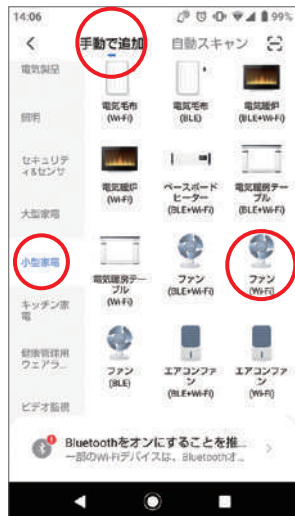 14:06
99%
手動で追加
自動スキャン
電気製品
照明
セキュリテ
ィ&センサ
大型家電
小型家電
キッチン家
電
健康管理用
ウェアラ...
ビデオ監視
電気毛布
(Wi-Fi)
電気毛布
(BLE)
電気暖炉
(BLE+Wi-Fi)
電気暖炉
(Wi-Fi)
ベースボード
ヒーター
(BLE+Wi-Fi)
電気暖房テー
ブル
(BLE+Wi-Fi)
電気暖房テー
ブル
(Wi-Fi)
ファン
(BLE+Wi-Fi)
ファン
(Wi-Fi)
ファン
(BLE)
エアコンファ
ン
(BLE+Wi-Fi)
エアコンファ
ン
(Wi-Fi)
Bluetoothをオンにすることを推...
一部のWi-Fiデバイスは、Bluetoothオ...